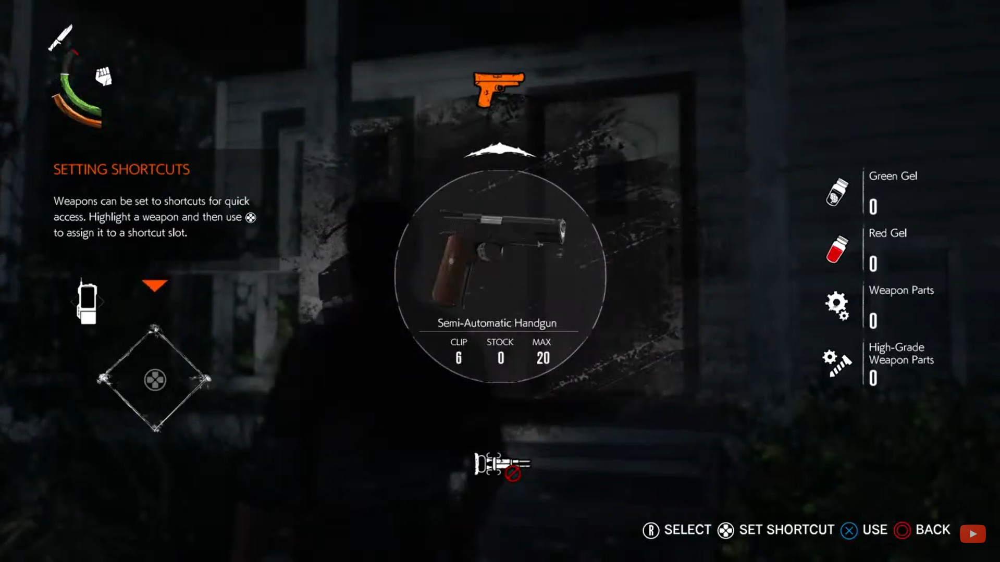 SETTING SHORTCUTS
Weapons can be set to shortcuts for quick
access. Highlight a weapon and then use
to assign it to a shortcut slot.
Semi-Automatic Handgun
CLIP STOCK MAX
6 0 20
Green Gel
0
Red Gel
0
Weapon Parts
0
High-Grade
Weapon Parts
0
R SELECT SET SHORTCUT USE BACK